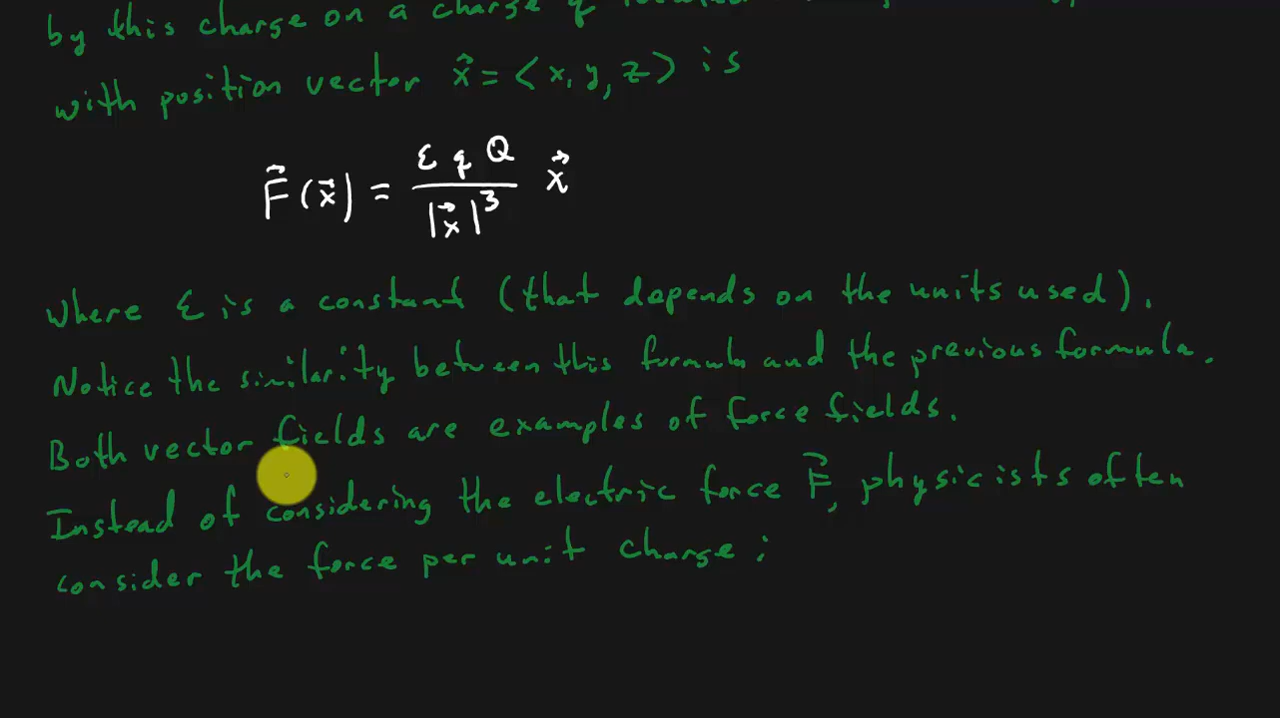 by this charge on a charge q located
with position vector x⃗ = <x, y, z> is
F⃗(x⃗) = ε q Q / |x⃗|³ x⃗
where ε is a constant (that depends on the units used).
Notice the similarity between this formula and the previous formula.
Both vector fields are examples of force fields.
Instead of considering the electric force F⃗, physicists often
consider the force per unit charge: